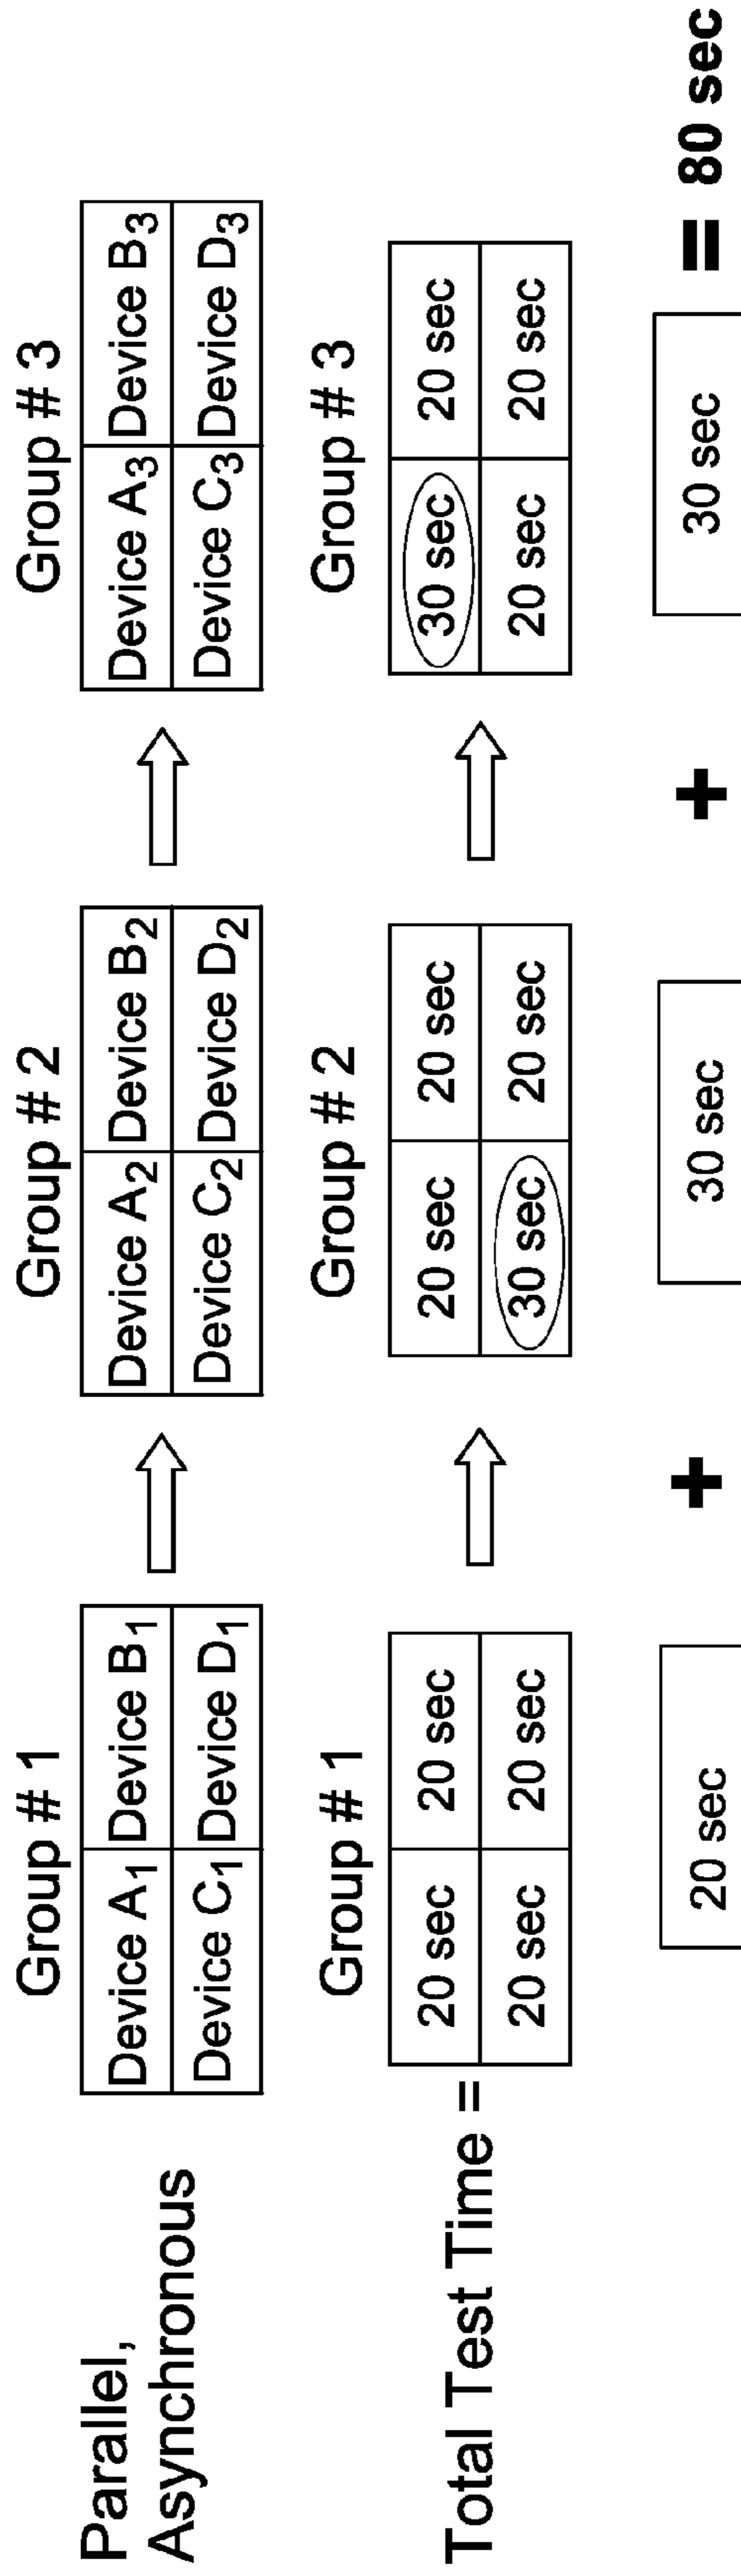 Parallel,
Asynchronous
Group # 1
Device A₁ Device B₁
Device C₁ Device D₁
Group # 2
Device A₂ Device B₂
Device C₂ Device D₂
Group # 3
Device A₃ Device B₃
Device C₃ Device D₃
Total Test Time =
Group # 1
20 sec 20 sec
20 sec 20 sec
Group # 2
20 sec 20 sec
30 sec 20 sec
Group # 3
30 sec 20 sec
20 sec 20 sec
20 sec + 30 sec + 30 sec = 80 sec